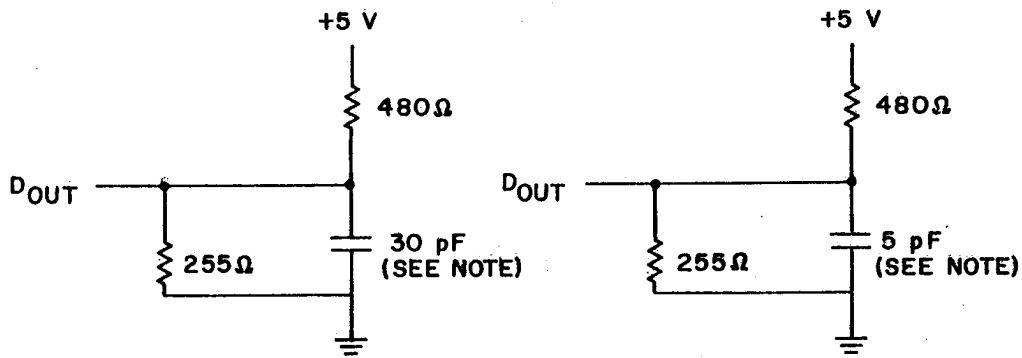 +5 V
480Ω
DOUT
255Ω
30 pF
(SEE NOTE)
+5 V
480Ω
DOUT
255Ω
5 pF
(SEE NOTE)